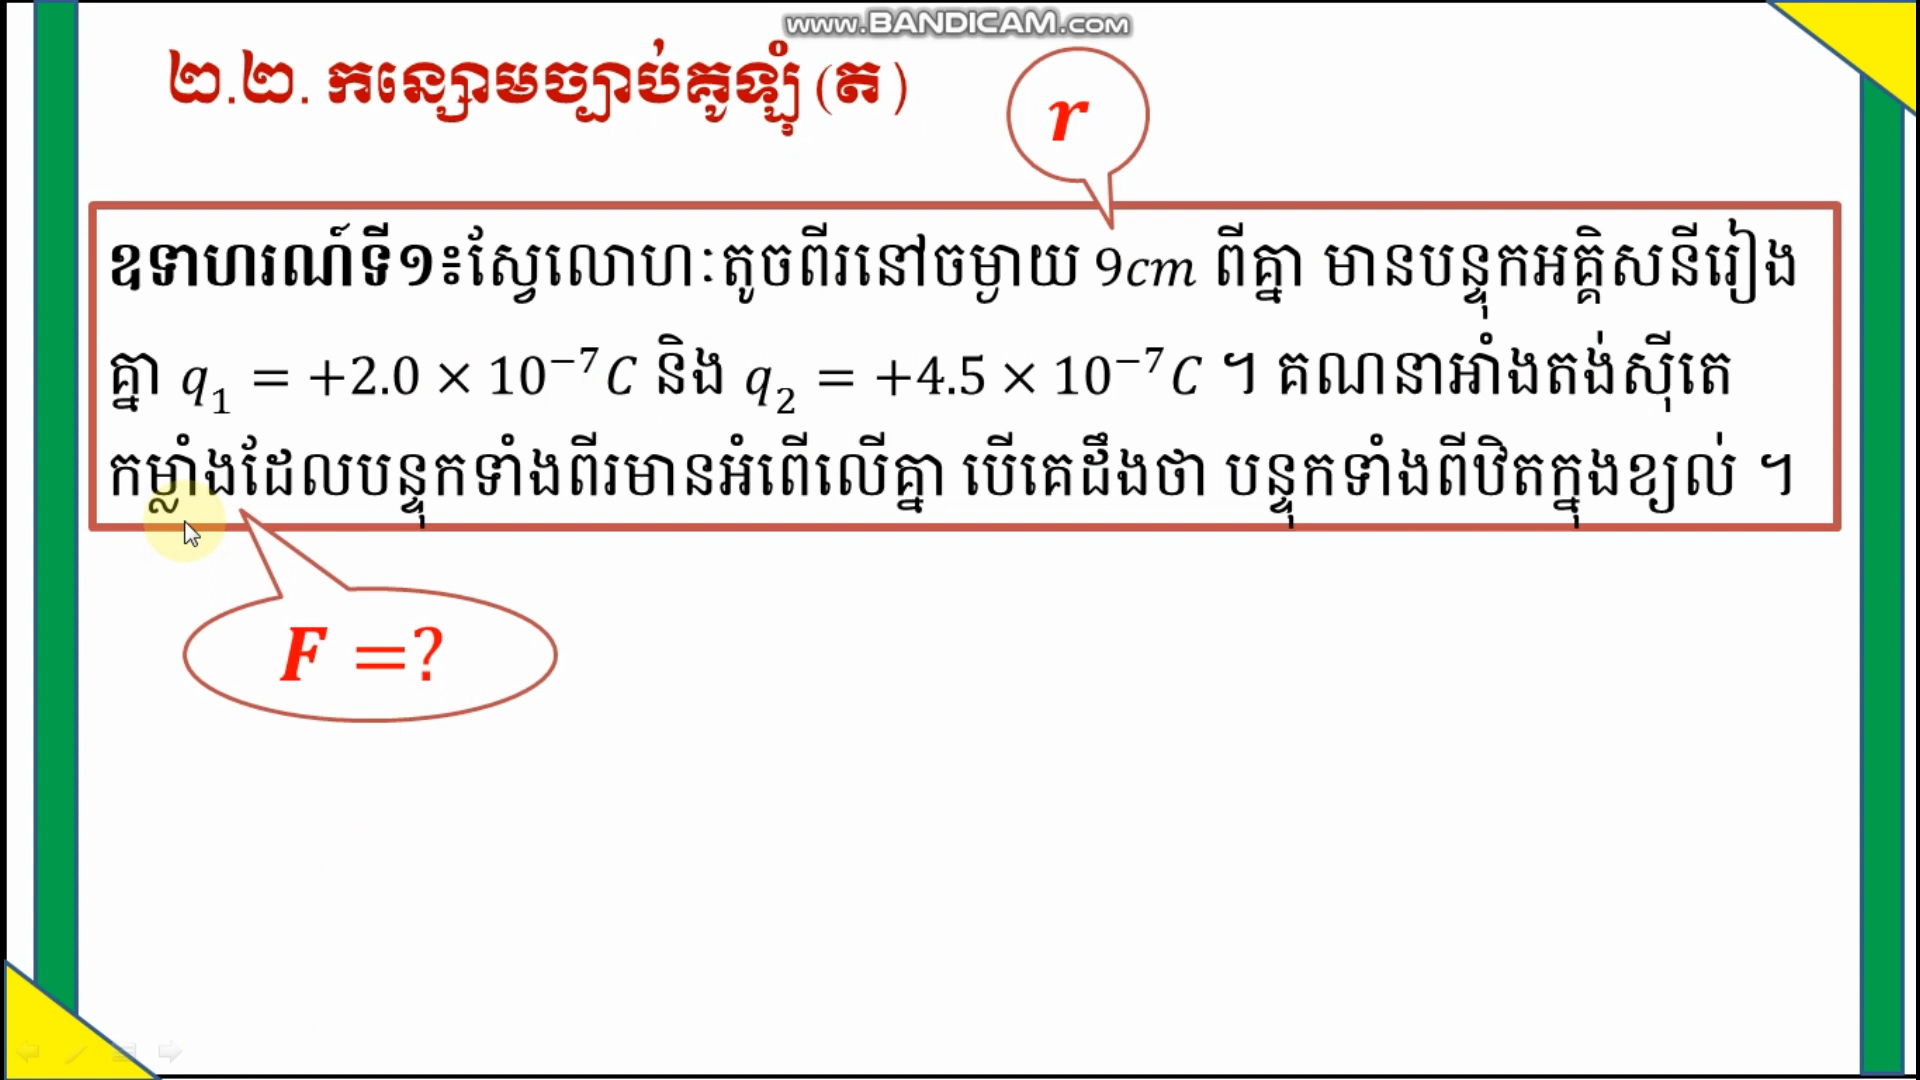 www.BANDICAM.com
២.២. កន្សោមច្បាប់គូឡុំ (ត)
r
ឧទាហរណ៍ទី១៖ស្វែលោហៈតូចពីរនៅចម្ងាយ 9cm ពីគ្នា មានបន្ទុកអគ្គិសនីរៀង
គ្នា q₁ = +2.0 × 10⁻⁷C និង q₂ = +4.5 × 10⁻⁷C ។ គណនាអាំងតង់ស៊ីតេ
កម្លាំងដែលបន្ទុកទាំងពីរមានអំពើលើគ្នា បើគេដឹងថា បន្ទុកទាំងពីឋិតក្នុងខ្យល់ ។
F =?